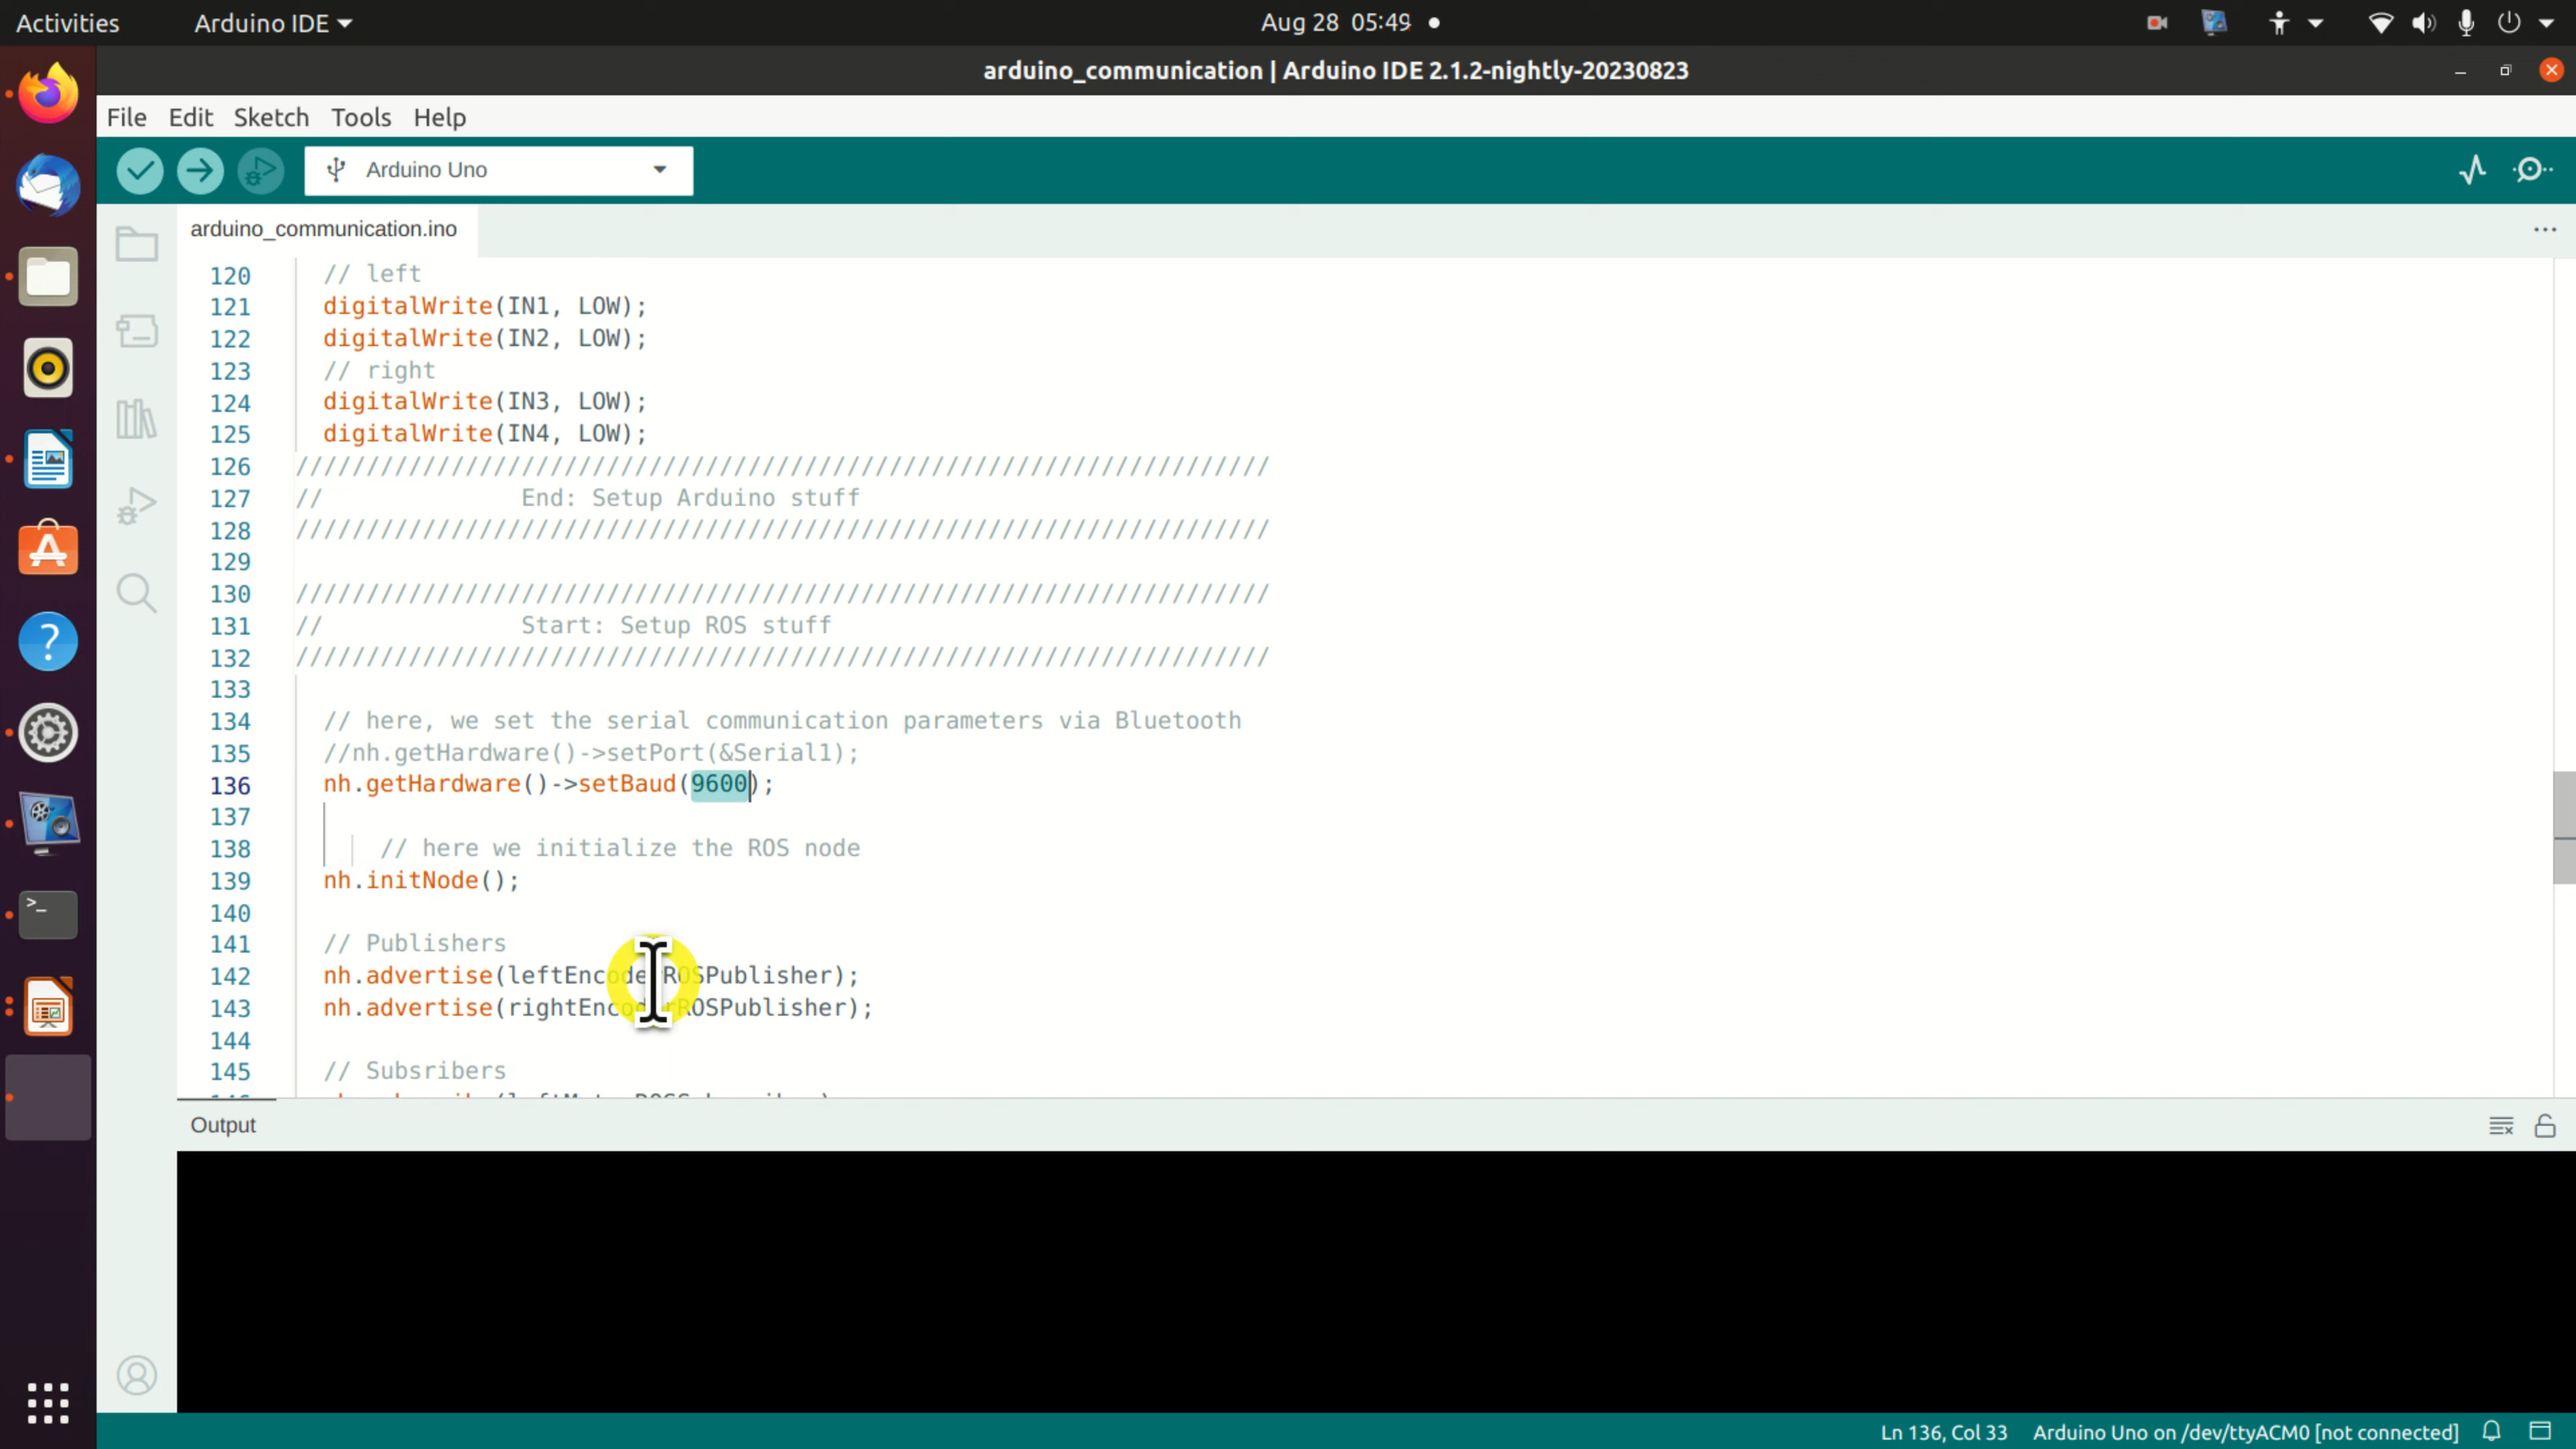 Activities Arduino IDE Aug 28 05:49
arduino_communication | Arduino IDE 2.1.2-nightly-20230823
File Edit Sketch Tools Help
Arduino Uno
arduino_communication.ino
120 // left
121 digitalWrite(IN1, LOW);
122 digitalWrite(IN2, LOW);
123 // right
124 digitalWrite(IN3, LOW);
125 digitalWrite(IN4, LOW);
126 /////////////////////////////////////////////////////////////////////
127 // End: Setup Arduino stuff
128 /////////////////////////////////////////////////////////////////////
129
130 /////////////////////////////////////////////////////////////////////
131 // Start: Setup ROS stuff
132 /////////////////////////////////////////////////////////////////////
133
134 // here, we set the serial communication parameters via Bluetooth
135 //nh.getHardware()->setPort(&Serial1);
136 nh.getHardware()->setBaud(9600);
137
138 // here we initialize the ROS node
139 nh.initNode();
140
141 // Publishers
142 nh.advertise(leftEncoderROSPublisher);
143 nh.advertise(rightEncoderROSPublisher);
144
145 // Subsribers
Output
Ln 136, Col 33 Arduino Uno on /dev/ttyACM0 [not connected]